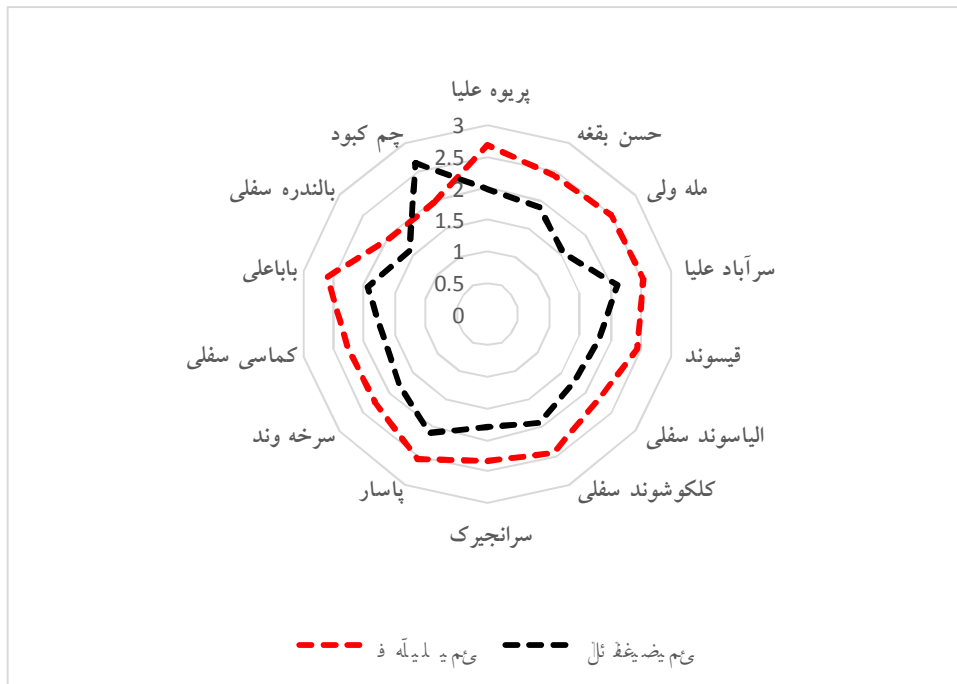 پریوه علیا
حسن بقغه
مله ولی
سرآباد علیا
قیسوند
الیاسوند سفلی
کلکوشوند سفلی
سرانجیرک
پاسار
سرخه وند
کماسی سفلی
باباعلی
بالندره سفلی
چم کبود
3
2.5
2
1.5
1
0.5
0